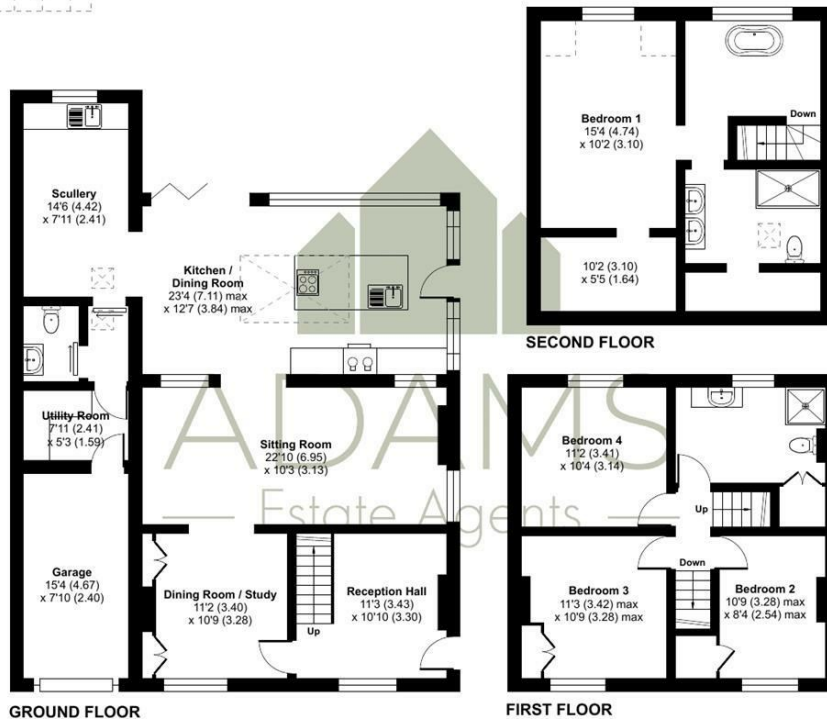 Scullery
14'6 (4.42)
x 7'11 (2.41)
Kitchen /
Dining Room
23'4 (7.11) max
x 12'7 (3.84) max
Utility Room
7'11 (2.41)
x 5'3 (1.59)
Sitting Room
22'10 (6.95)
x 10'3 (3.13)
Garage
15'4 (4.67)
x 7'10 (2.40)
Dining Room / Study
11'2 (3.40)
x 10'9 (3.28)
Up
Reception Hall
11'3 (3.43)
x 10'10 (3.30)
GROUND FLOOR
Bedroom 1
15'4 (4.74)
x 10'2 (3.10)
Down
10'2 (3.10)
x 5'5 (1.64)
SECOND FLOOR
Bedroom 4
11'2 (3.41)
x 10'4 (3.14)
Up
Down
Bedroom 3
11'3 (3.42) max
x 10'9 (3.28) max
Bedroom 2
10'9 (3.28) max
x 8'4 (2.54) max
FIRST FLOOR
ADAMS
Estate Agents